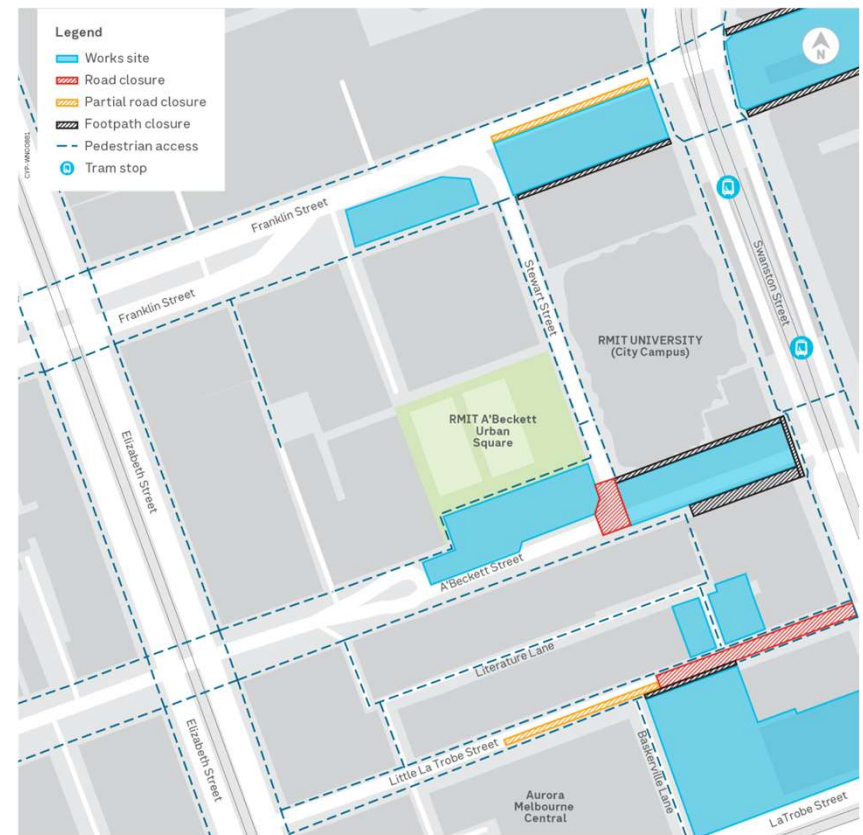 Legend
Works site
Road closure
Partial road closure
Footpath closure
Pedestrian access
Tram stop
N
Franklin Street
Franklin Street
Stewart Street
Swanston Street
RMIT UNIVERSITY
(City Campus)
RMIT A'Beckett
Urban
Square
Elizabeth Street
A'Beckett Street
Literature Lane
Elizabeth Street
Little La Trobe Street
Baskerville Lane
Aurora
Melbourne
Central
LaTrobe Street